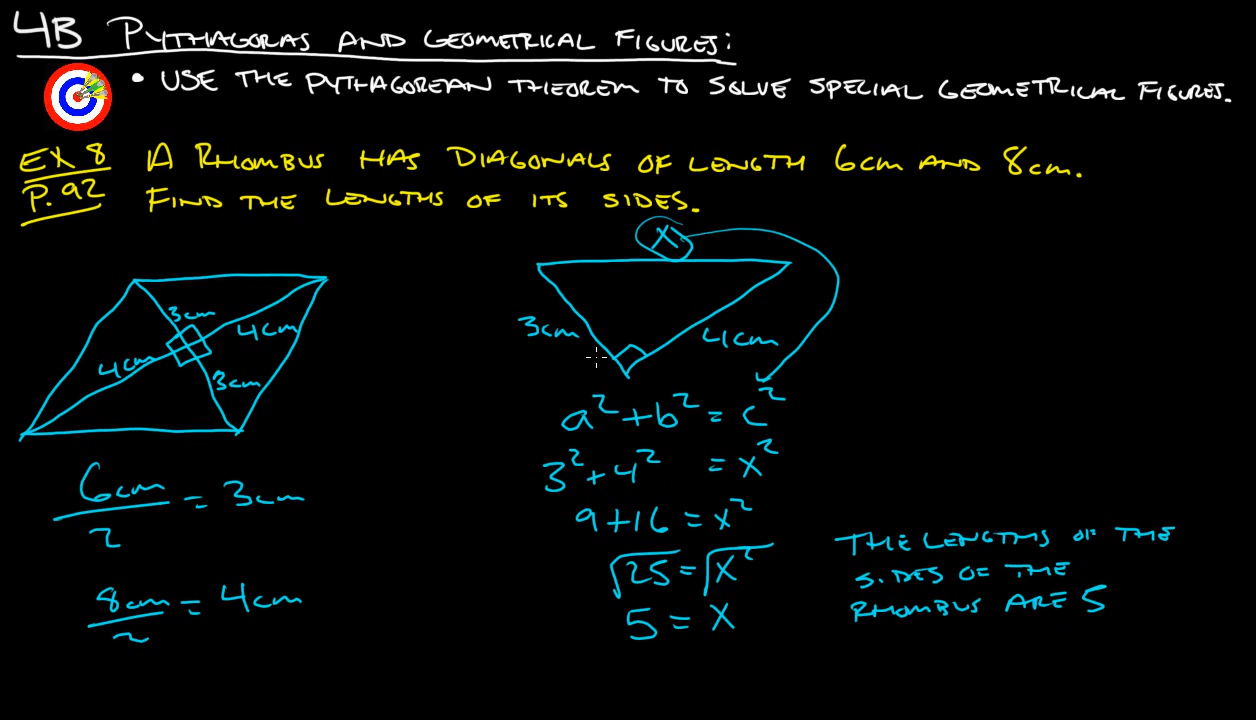 4B PYTHAGORAS AND GEOMETRICAL FIGURES:
• USE THE PYTHAGOREAN THEOREM TO SOLVE SPECIAL GEOMETRICAL FIGURES.
EX 8 A RHOMBUS HAS DIAGONALS OF LENGTH 6cm AND 8cm.
P.92 FIND THE LENGTHS OF ITS SIDES.
3cm
4cm
4cm
3cm
6cm/2 = 3cm
8cm/2 = 4cm
X
3cm
4cm
a² + b² = c²
3² + 4² = x²
9 + 16 = x²
√25 = √x²
5 = x
THE LENGTHS OF THE
SIDES OF THE
RHOMBUS ARE 5